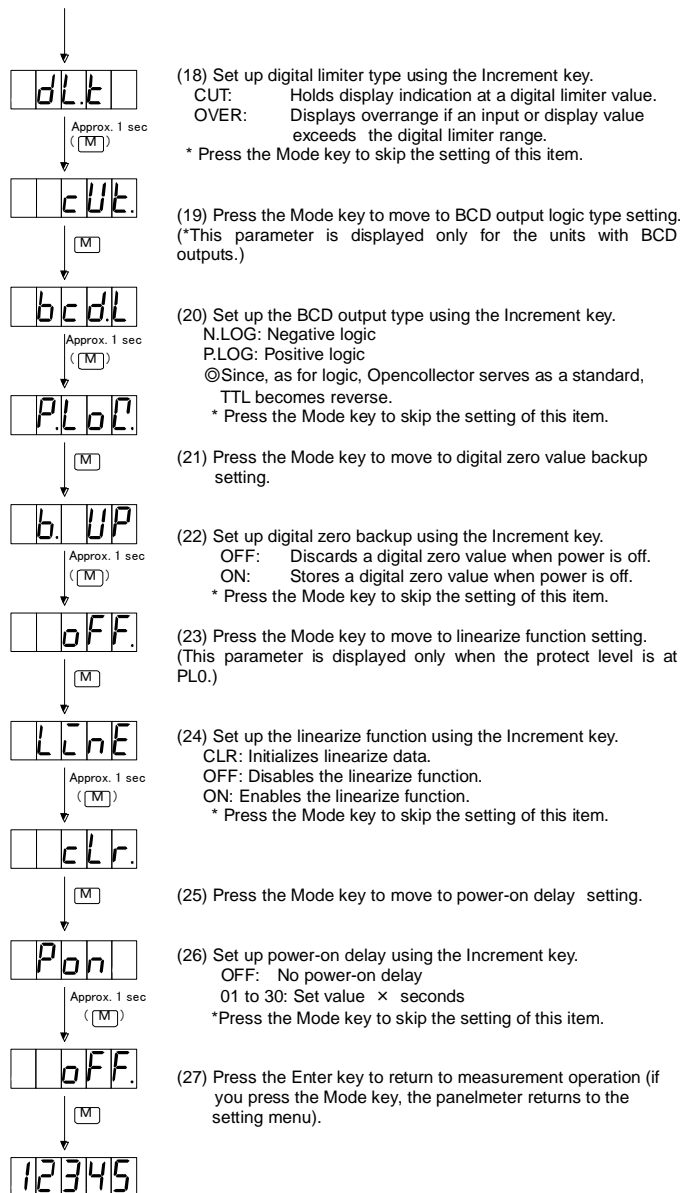 dL.t
(18) Set up digital limiter type using the Increment key.
CUT: Holds display indication at a digital limiter value.
OVER: Displays overrange if an input or display value
exceeds the digital limiter range.
* Press the Mode key to skip the setting of this item.
Approx. 1 sec
(M)
cUt.
(19) Press the Mode key to move to BCD output logic type setting.
(*This parameter is displayed only for the units with BCD
outputs.)
M
bcd.L
(20) Set up the BCD output type using the Increment key.
N.LOG: Negative logic
P.LOG: Positive logic
◎Since, as for logic, Opencollector serves as a standard,
TTL becomes reverse.
* Press the Mode key to skip the setting of this item.
Approx. 1 sec
(M)
P.LoG.
(21) Press the Mode key to move to digital zero value backup
setting.
M
b. UP
(22) Set up digital zero backup using the Increment key.
OFF: Discards a digital zero value when power is off.
ON: Stores a digital zero value when power is off.
* Press the Mode key to skip the setting of this item.
Approx. 1 sec
(M)
oFF.
(23) Press the Mode key to move to linearize function setting.
(This parameter is displayed only when the protect level is at
PL0.)
M
LinE
(24) Set up the linearize function using the Increment key.
CLR: Initializes linearize data.
OFF: Disables the linearize function.
ON: Enables the linearize function.
* Press the Mode key to skip the setting of this item.
Approx. 1 sec
(M)
cLr.
M
(25) Press the Mode key to move to power-on delay setting.
Pon
(26) Set up power-on delay using the Increment key.
OFF: No power-on delay
01 to 30: Set value × seconds
*Press the Mode key to skip the setting of this item.
Approx. 1 sec
(M)
oFF.
(27) Press the Enter key to return to measurement operation (if
you press the Mode key, the panelmeter returns to the
setting menu).
M
12345